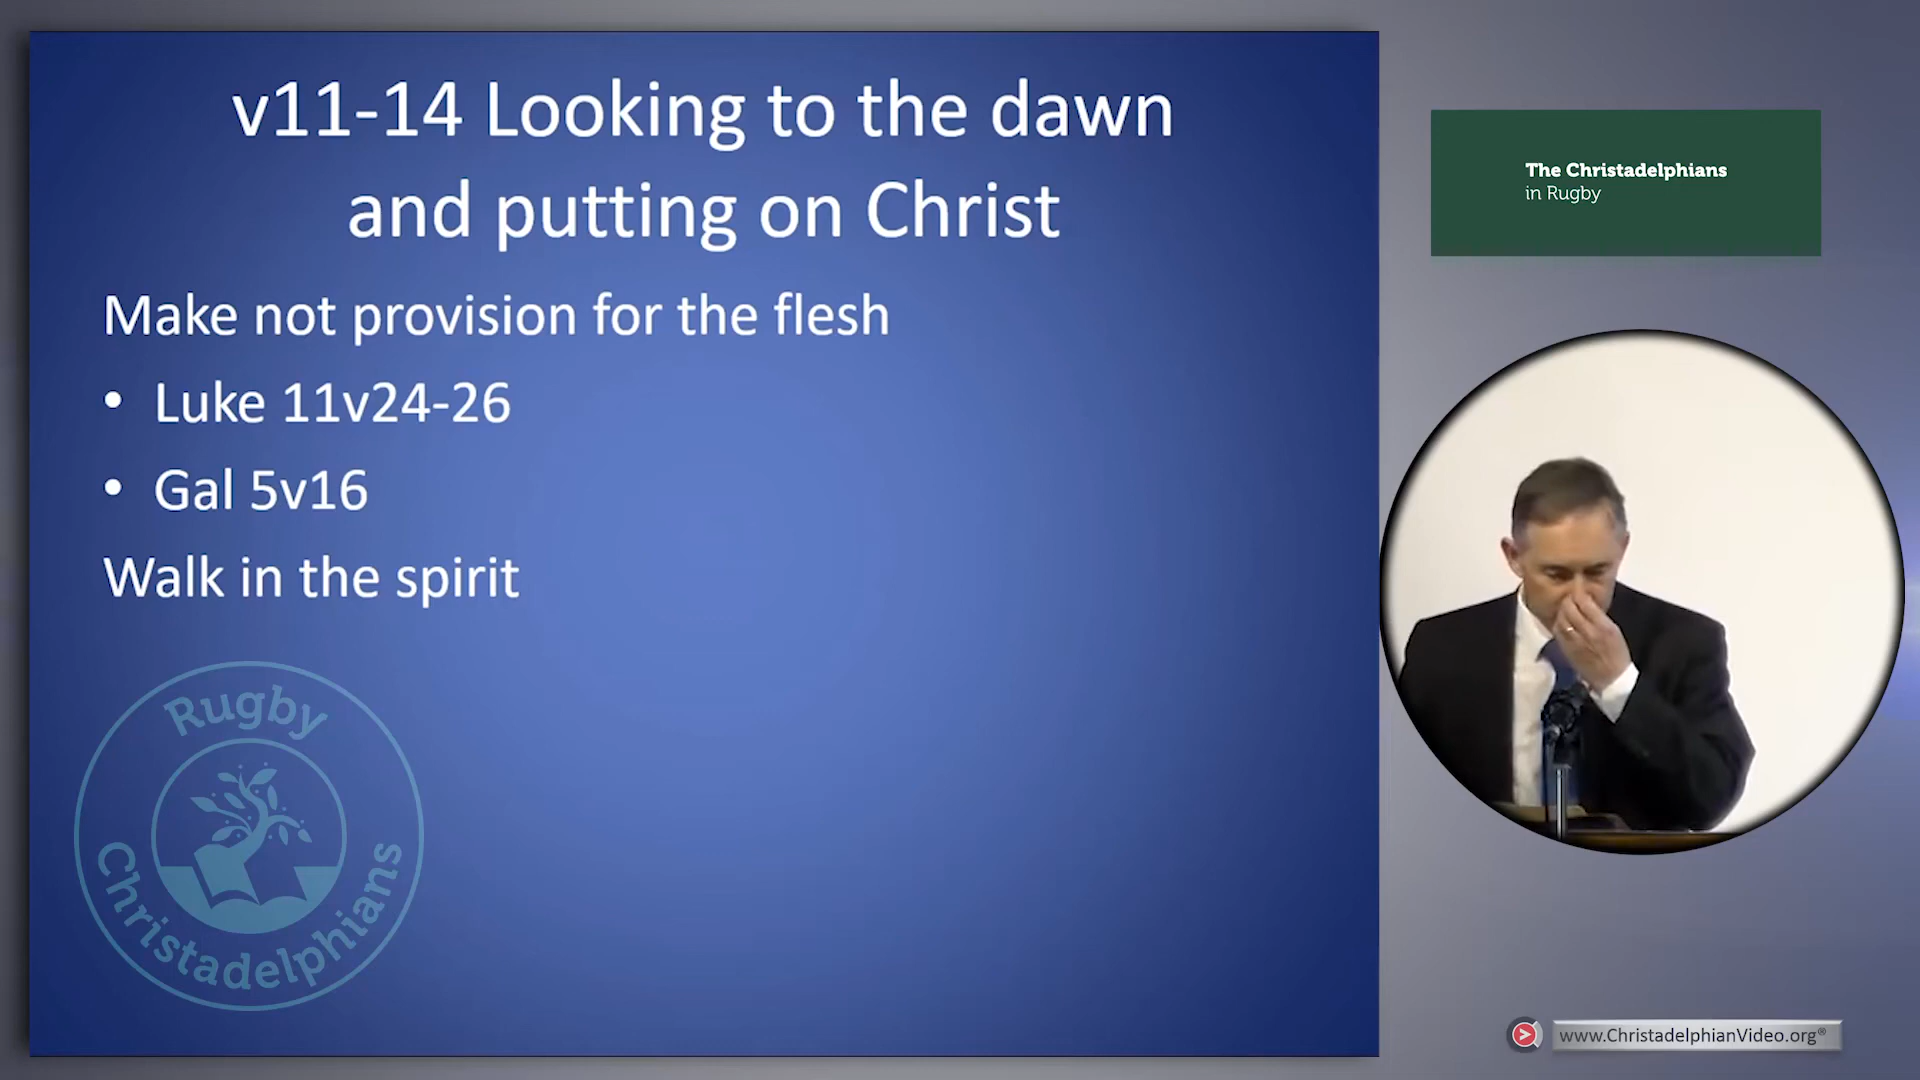 v11-14 Looking to the dawn
and putting on Christ
Make not provision for the flesh
• Luke 11v24-26
• Gal 5v16
Walk in the spirit
Rugby
Christadelphians
The Christadelphians
in Rugby
www.ChristadelphianVideo.org®